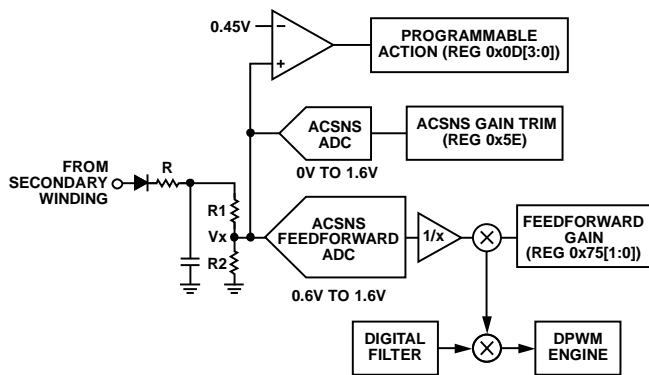 0.45V
−
+
PROGRAMMABLE
ACTION (REG 0x0D[3:0])
ACSNS
ADC
0V TO 1.6V
ACSNS GAIN TRIM
(REG 0x5E)
FROM
SECONDARY
WINDING
R
R1
Vx
R2
ACSNS
FEEDFORWARD
ADC
0.6V TO 1.6V
1/x
×
FEEDFORWARD
GAIN
(REG 0x75[1:0])
DIGITAL
FILTER
×
DPWM
ENGINE